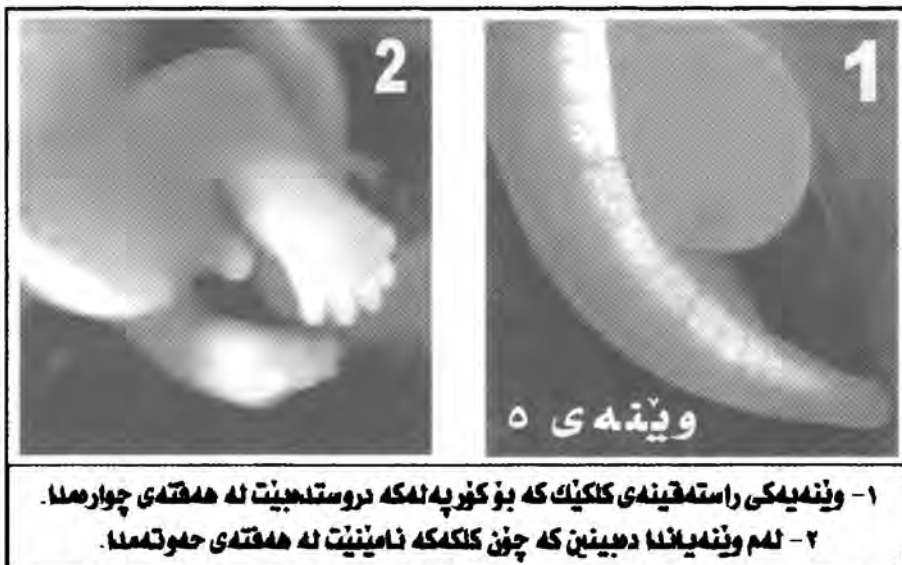 2
1
وێنەی ٥
١- وێنەیەکی راستەقینەی کلکێک کە بۆ کۆرپەلەکە دروستدەبێت لە هەفتەی چوارەمدا.
٢- لەم وێنەیاندا دەبینین کە چۆن کلکەکە نامێنێت لە هەفتەی حەوتەمدا.